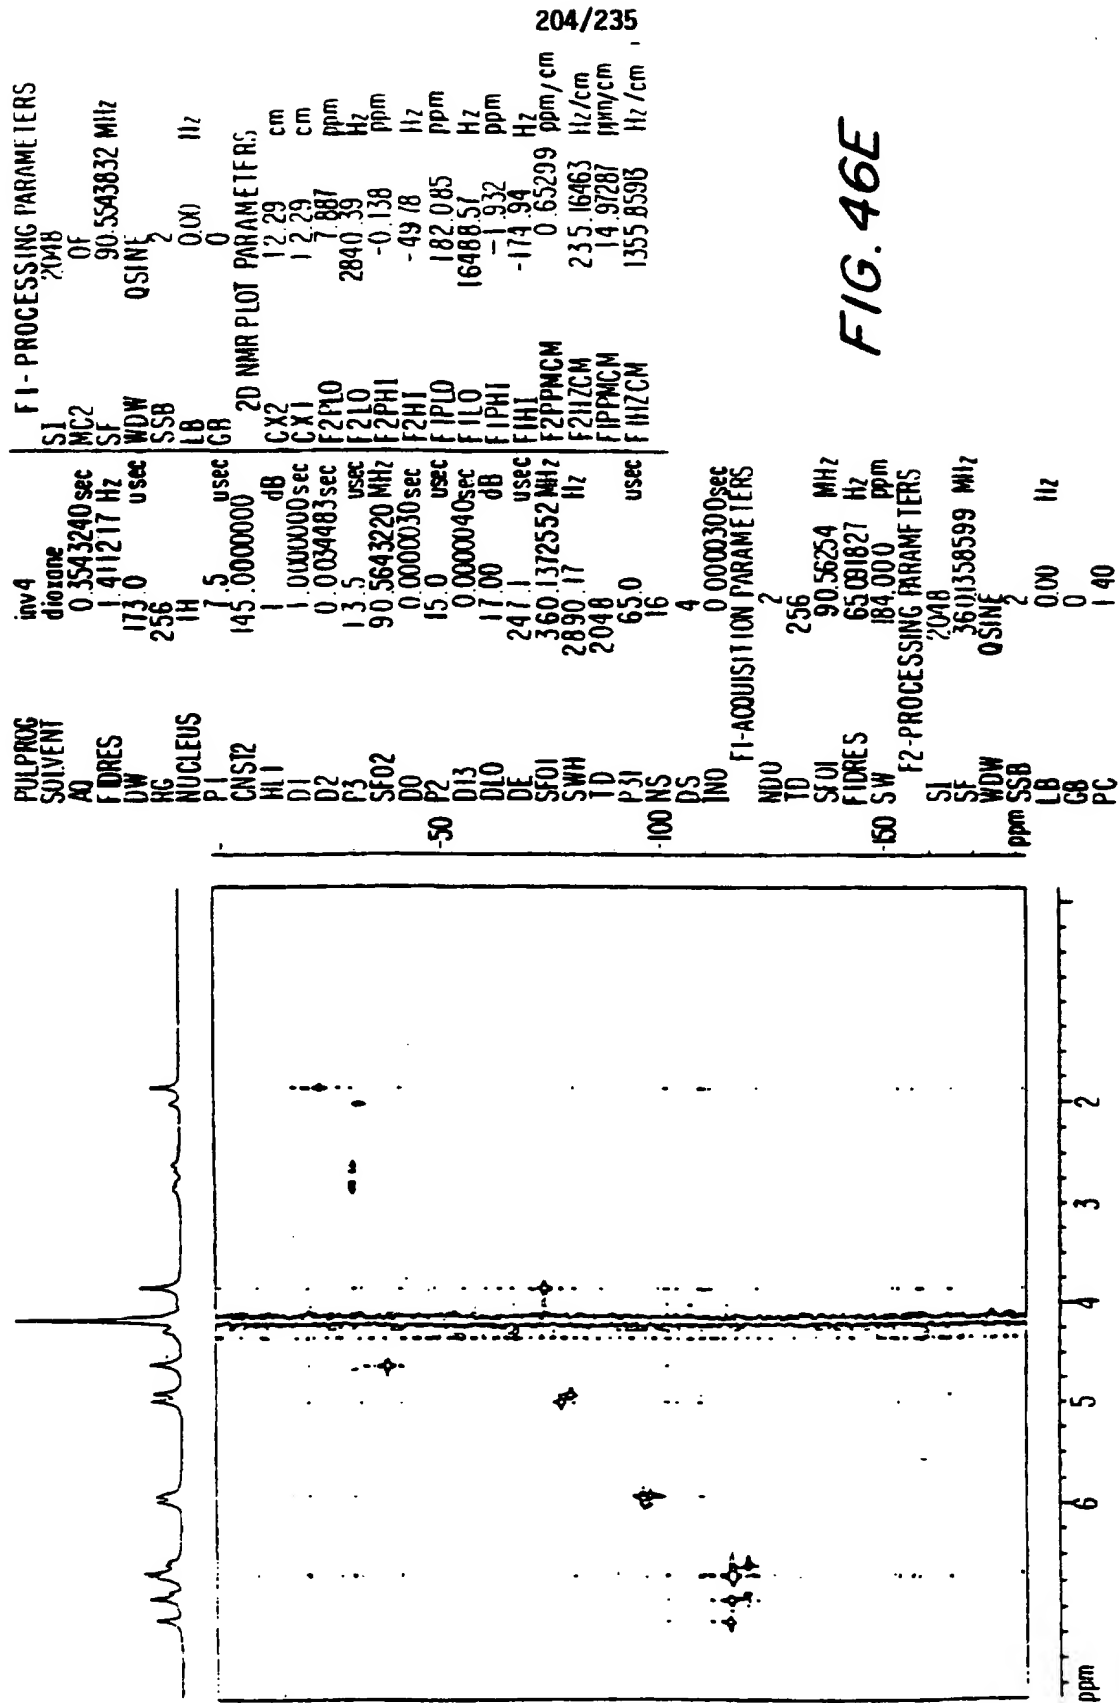 204/235
PULPROG inv4
SOLVENT dioxane
AQ 0.3543240 sec
FIDRES 1.411217 Hz
DW 173.0 usec
RG 256
NUCLEUS 1H
P1 7.5 usec
CNST2 145.0000000
HL1 1 dB
D1 1.0000000 sec
D2 0.0034483 sec
P3 13.5 usec
SFO2 90.5643220 MHz
D0 0.0000030 sec
P2 15.0 usec
D13 0.0000040 sec
DLO 17.00 dB
DE 247.1 usec
SFO1 360.1372552 MHz
SWH 2890.17 Hz
TD 2048
P31 65.0 usec
NS 16
DS 4
IN0 0.0000300 sec
F1-ACQUISITION PARAMETERS
ND0 2
TD 256
SFO1 90.56254 MHz
FIDRES 65.091827 Hz
SW 184.000 ppm
F2-PROCESSING PARAMETERS
SI 2048
SF 360.1358599 MHz
WDW QSINE
SSB 2
LB 0.00 Hz
GB 0
PC 1.40
F1-PROCESSING PARAMETERS
SI 2048
MC2 QF
SF 90.5543832 MHz
WDW QSINE
SSB 2
LB 0.00 Hz
GB 0
2D NMR PLOT PARAMETERS
CX2 12.29 cm
CX1 12.29 cm
F2PLO 7.887 ppm
F2LO 2840.39 Hz
F2PHI -0.138 ppm
F2HI -49.78 Hz
F1PLO 182.085 ppm
F1LO 16488.57 Hz
F1PHI -1.932 ppm
F1HI -174.94 Hz
F2PPMCM 0.65299 ppm/cm
F2HZCM 235.16463 Hz/cm
F1PPMCM 14.97287 ppm/cm
F1HZCM 1355.8593 Hz/cm
50
100
150
ppm
ppm 6 5 4 3 2
FIG. 46E